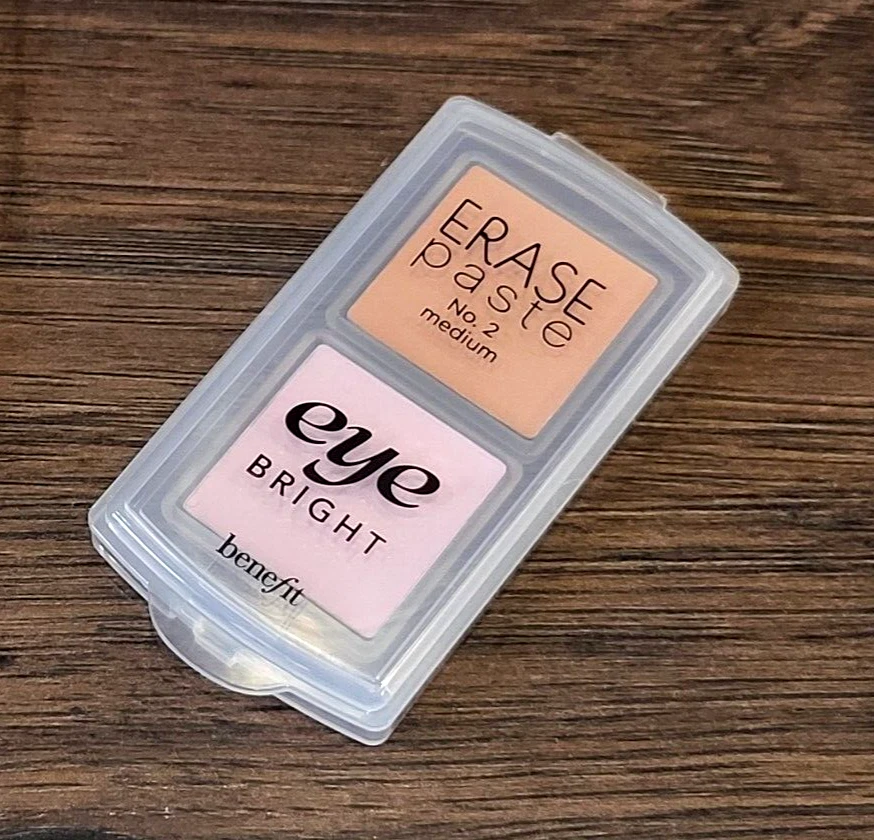 ERASE
paste
No. 2
medium
eye
BRIGHT
benefit